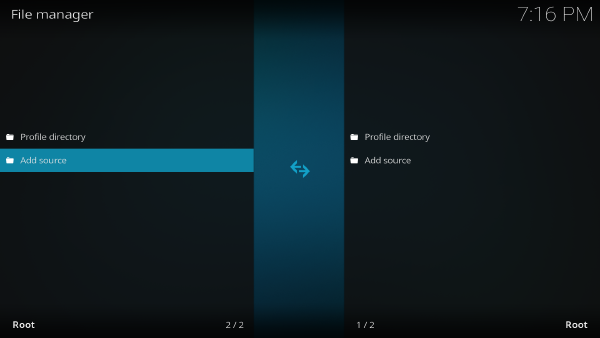 File manager
7:16 PM
Profile directory
Add source
Profile directory
Add source
Root
2 / 2
1 / 2
Root